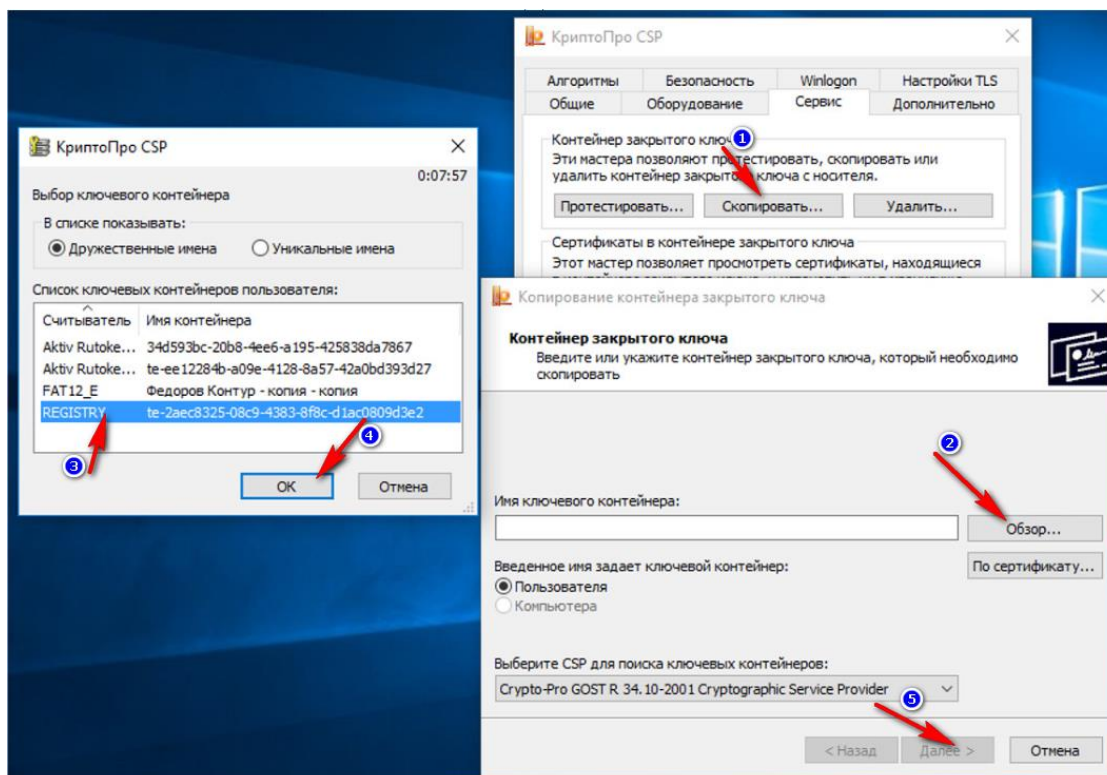 КриптоПро CSP
Алгоритмы Безопасность Winlogon Настройки TLS
Общие Оборудование Сервис Дополнительно
Контейнер закрытого ключа
1
Эти мастера позволяют протестировать, скопировать или
удалить контейнер закрытого ключа с носителя.
Протестировать... Скопировать... Удалить...
Сертификаты в контейнере закрытого ключа
Этот мастер позволяет просмотреть сертификаты, находящиеся
КриптоПро CSP
0:07:57
Выбор ключевого контейнера
В списке показывать:
Дружественные имена Уникальные имена
Список ключевых контейнеров пользователя:
Считыватель Имя контейнера
Aktiv Rutoke... 34d593bc-20b8-4ee6-a195-425838da7867
Aktiv Rutoke... te-ee12284b-a09e-4128-8a57-42a0bd393d27
FAT12_E Федоров Контур - копия - копия
REGISTRY te-2aec8325-08c9-4383-8f8c-d1ac0809d3e2
3
4
OK Отмена
Копирование контейнера закрытого ключа
Контейнер закрытого ключа
Введите или укажите контейнер закрытого ключа, который необходимо
скопировать
2
Имя ключевого контейнера:
Обзор...
Введенное имя задает ключевой контейнер:
По сертификату...
Пользователя
Компьютера
Выберите CSP для поиска ключевых контейнеров:
Crypto-Pro GOST R 34.10-2001 Cryptographic Service Provider
5
< Назад Далее > Отмена